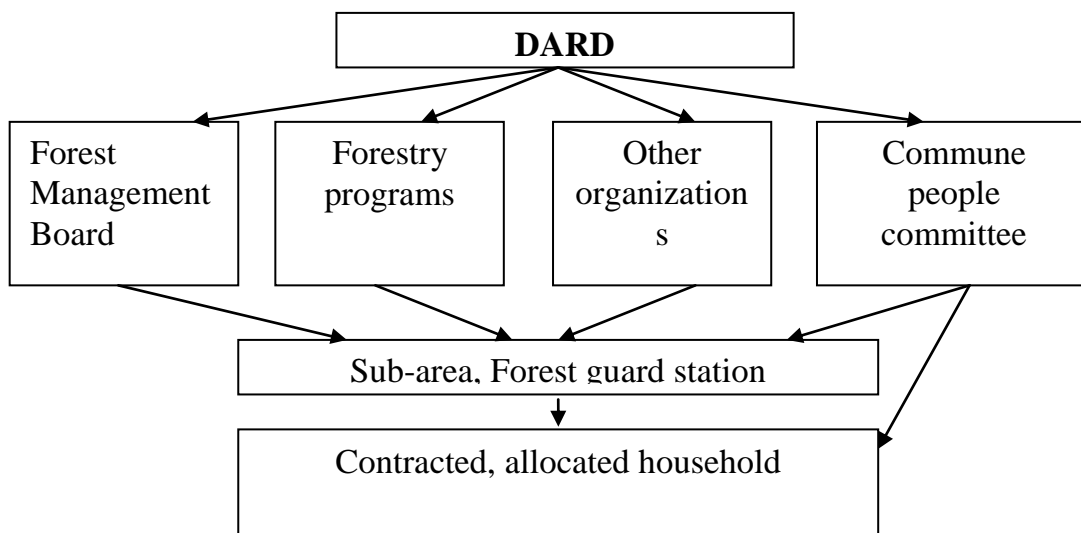 DARD
Forest
Management
Board
Forestry
programs
Other
organization
s
Commune
people
committee
Sub-area, Forest guard station
Contracted, allocated household